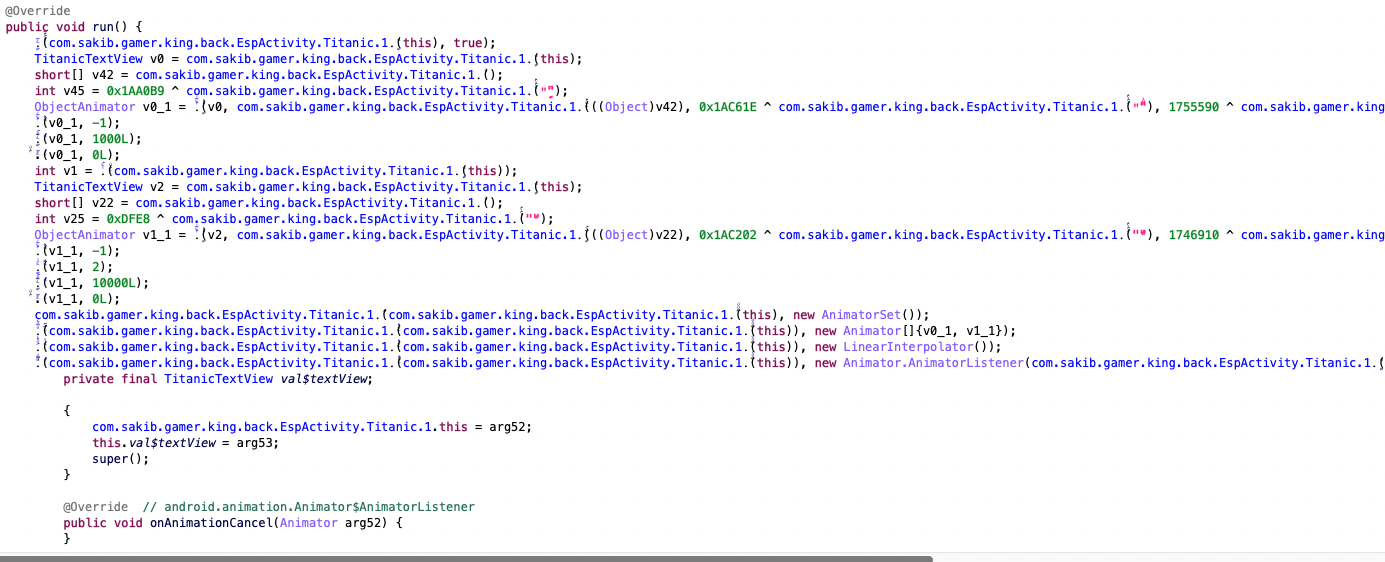 @Override
public void run() {
.(com.sakib.gamer.king.back.EspActivity.Titanic.1.(this), true);
TitanicTextView v0 = com.sakib.gamer.king.back.EspActivity.Titanic.1.(this);
short[] v42 = com.sakib.gamer.king.back.EspActivity.Titanic.1.();
int v45 = 0x1AA0B9 ^ com.sakib.gamer.king.back.EspActivity.Titanic.1.("");
ObjectAnimator v0_1 = .(v0, com.sakib.gamer.king.back.EspActivity.Titanic.1.(((Object)v42), 0x1AC61E ^ com.sakib.gamer.king.back.EspActivity.Titanic.1.(""), 1755590 ^ com.sakib.gamer.king
.(v0_1, -1);
.(v0_1, 1000L);
.(v0_1, 0L);
int v1 = .(com.sakib.gamer.king.back.EspActivity.Titanic.1.(this));
TitanicTextView v2 = com.sakib.gamer.king.back.EspActivity.Titanic.1.(this);
short[] v22 = com.sakib.gamer.king.back.EspActivity.Titanic.1.();
int v25 = 0xDFE8 ^ com.sakib.gamer.king.back.EspActivity.Titanic.1.("");
ObjectAnimator v1_1 = .(v2, com.sakib.gamer.king.back.EspActivity.Titanic.1.(((Object)v22), 0x1AC202 ^ com.sakib.gamer.king.back.EspActivity.Titanic.1.(""), 1746910 ^ com.sakib.gamer.king
.(v1_1, -1);
.(v1_1, 2);
.(v1_1, 10000L);
.(v1_1, 0L);
com.sakib.gamer.king.back.EspActivity.Titanic.1.(com.sakib.gamer.king.back.EspActivity.Titanic.1.(this), new AnimatorSet());
.(com.sakib.gamer.king.back.EspActivity.Titanic.1.(com.sakib.gamer.king.back.EspActivity.Titanic.1.(this)), new Animator[]{v0_1, v1_1});
.(com.sakib.gamer.king.back.EspActivity.Titanic.1.(com.sakib.gamer.king.back.EspActivity.Titanic.1.(this)), new LinearInterpolator());
.(com.sakib.gamer.king.back.EspActivity.Titanic.1.(com.sakib.gamer.king.back.EspActivity.Titanic.1.(this)), new Animator.AnimatorListener(com.sakib.gamer.king.back.EspActivity.Titanic.1.(
private final TitanicTextView val$textView;
{
com.sakib.gamer.king.back.EspActivity.Titanic.1.this = arg52;
this.val$textView = arg53;
super();
}
@Override // android.animation.Animator$AnimatorListener
public void onAnimationCancel(Animator arg52) {
}